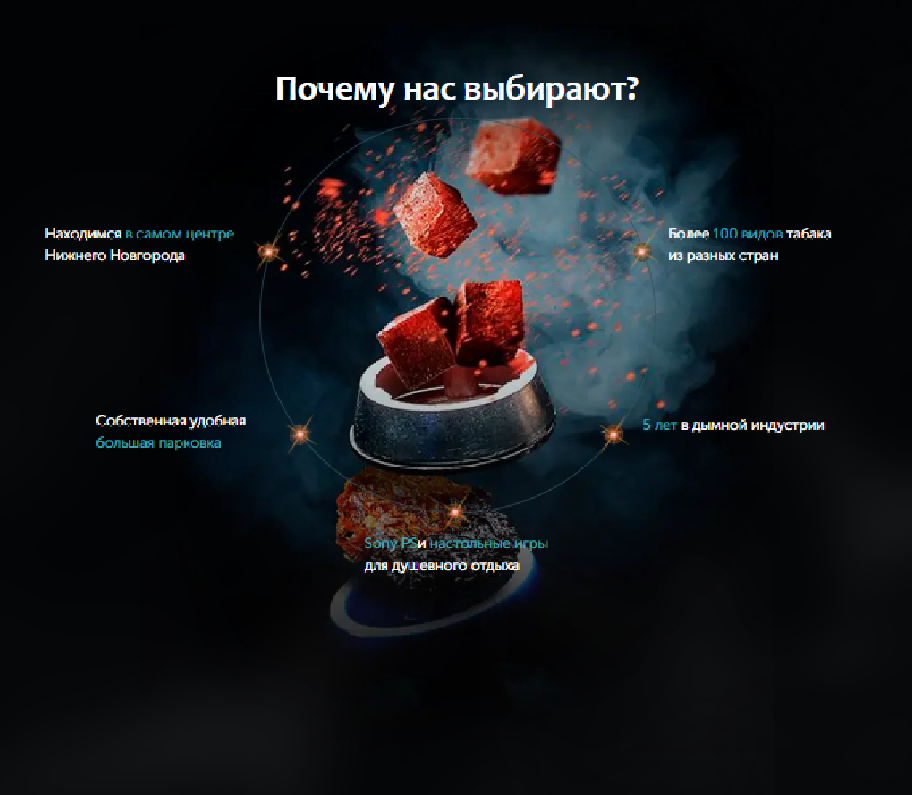 Почему нас выбирают?
Находимся в самом центре
Нижнего Новгорода
Более 100 видов табака
из разных стран
Собственная удобная
большая парковка
5 лет в дымной индустрии
Sony PSи настольные игры
для душевного отдыха